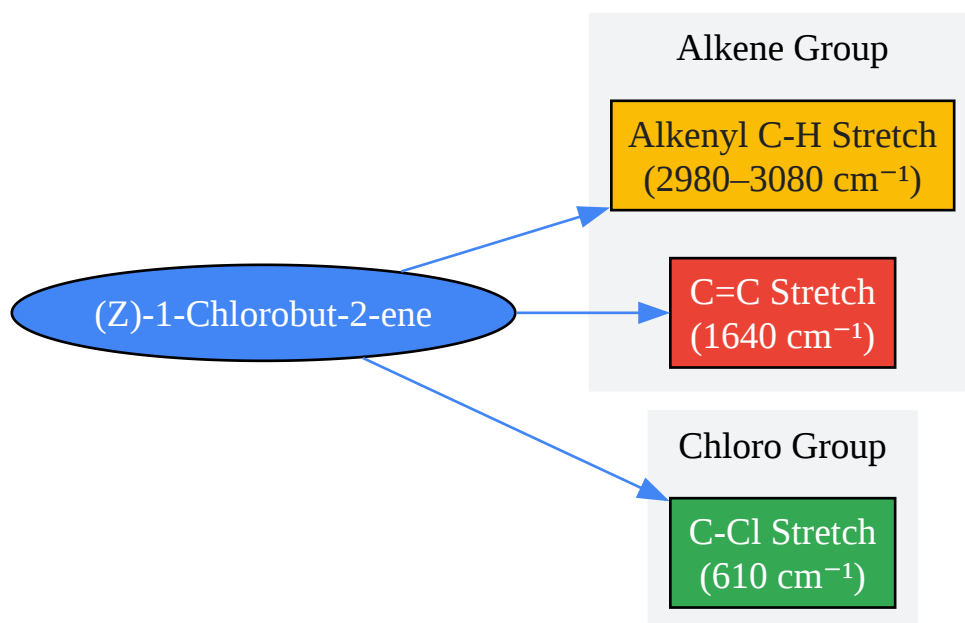 Alkene Group
Alkenyl C-H Stretch
(2980–3080 cm⁻¹)
(Z)-1-Chlorobut-2-ene
C=C Stretch
(1640 cm⁻¹)
Chloro Group
C-Cl Stretch
(610 cm⁻¹)